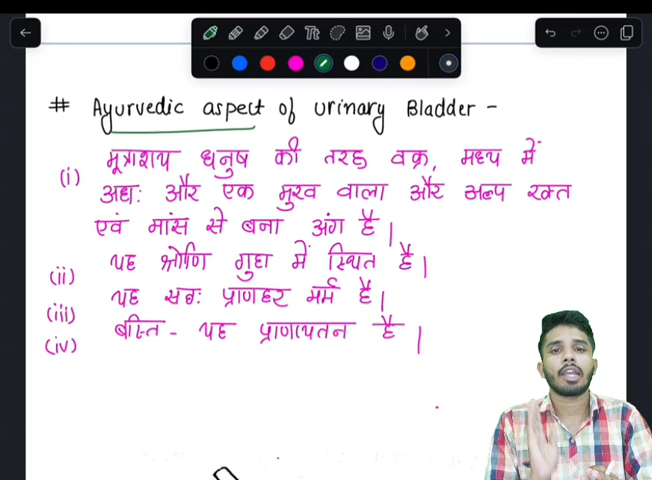 # Ayurvedic aspect of urinary Bladder -
(i) मूत्राशय धनुष की तरह वक्र, मध्य में
अधः और एक मुख वाला और अल्प रक्त
एवं मांस से बना अंग है।
(ii) यह श्रोणि गुहा में स्थित है।
(iii) यह सद्यः प्राणहर मर्म है।
(iv) बस्ति - यह प्राणायतन है।